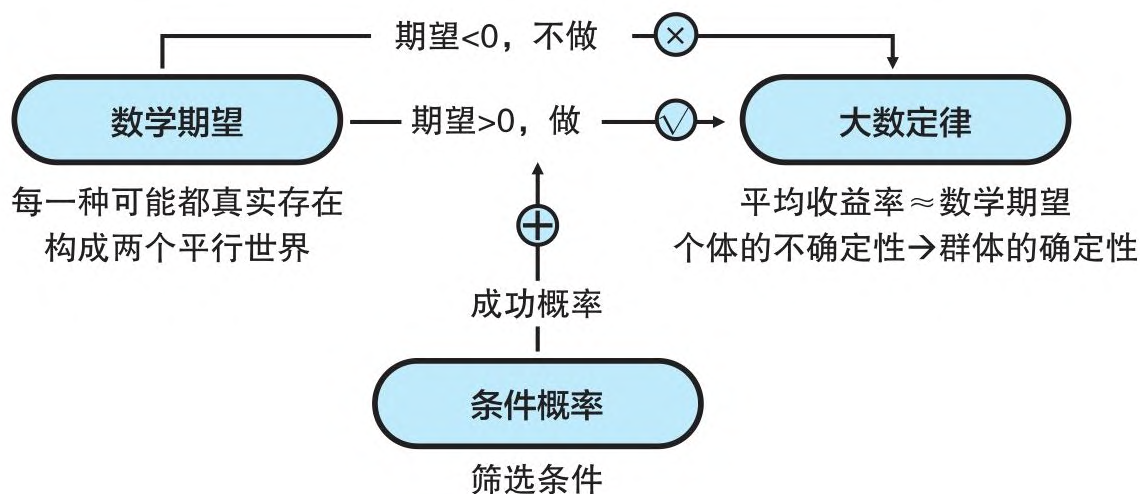 期望<0，不做
×
数学期望
期望>0，做
√
大数定律
每一种可能都真实存在
构成两个平行世界
平均收益率≈数学期望
个体的不确定性→群体的确定性
+
成功概率
条件概率
筛选条件